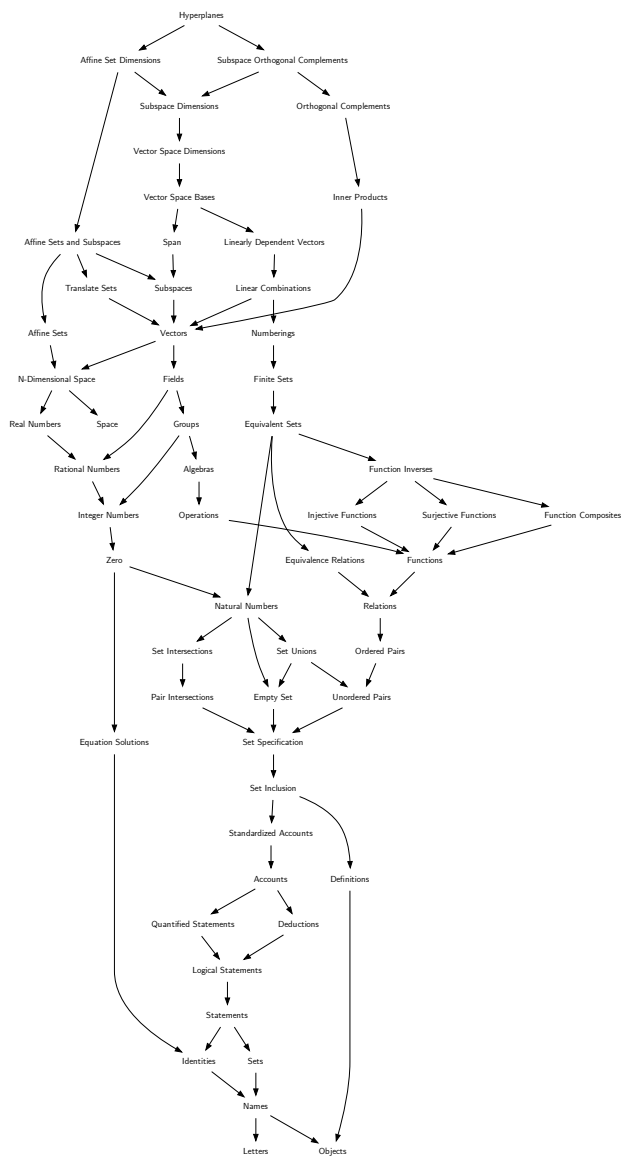 Hyperplanes
Affine Set Dimensions
Subspace Orthogonal Complements
Subspace Dimensions
Orthogonal Complements
Vector Space Dimensions
Vector Space Bases
Inner Products
Affine Sets and Subspaces
Span
Linearly Dependent Vectors
Translate Sets
Subspaces
Linear Combinations
Affine Sets
Vectors
Numberings
N-Dimensional Space
Fields
Finite Sets
Real Numbers
Space
Groups
Equivalent Sets
Rational Numbers
Algebras
Function Inverses
Integer Numbers
Operations
Injective Functions
Surjective Functions
Function Composites
Zero
Equivalence Relations
Functions
Natural Numbers
Relations
Set Intersections
Set Unions
Ordered Pairs
Pair Intersections
Empty Set
Unordered Pairs
Equation Solutions
Set Specification
Set Inclusion
Standardized Accounts
Accounts
Definitions
Quantified Statements
Deductions
Logical Statements
Statements
Identities
Sets
Names
Letters
Objects